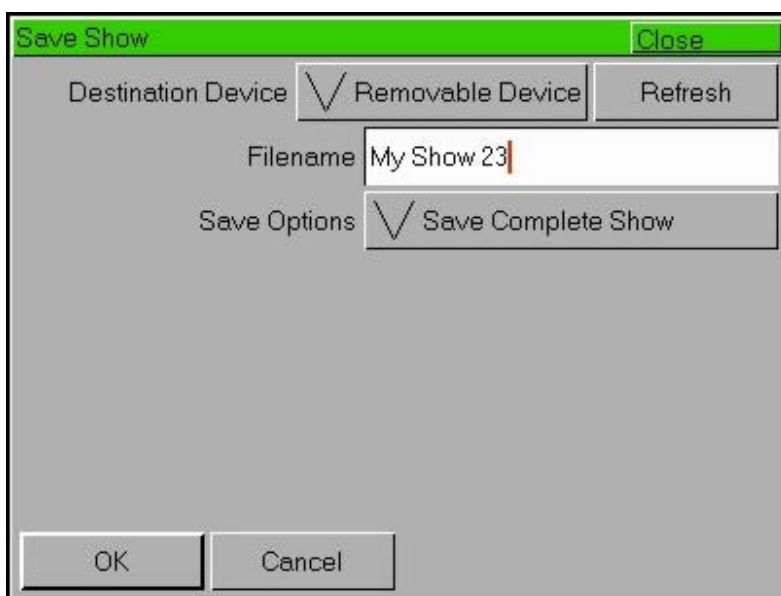 Save Show Close
Destination Device Removable Device Refresh
Filename My Show 23
Save Options Save Complete Show
OK Cancel